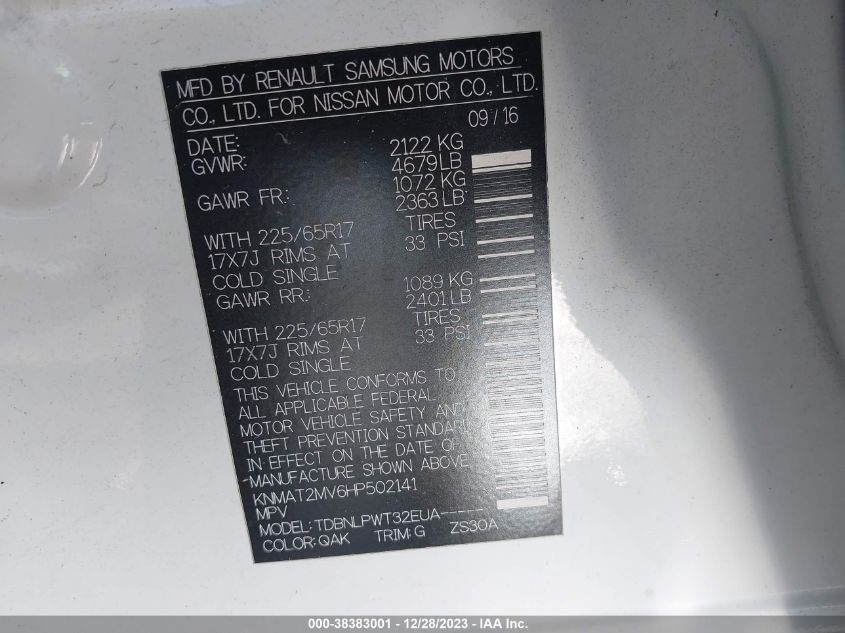 MFD BY RENAULT SAMSUNG MOTORS
CO., LTD. FOR NISSAN MOTOR CO., LTD.
DATE: 09/16
GVWR: 2122 KG
4679 LB
GAWR FR: 1072 KG
2363 LB
WITH 225/65R17 TIRES
17X7J RIMS AT 33 PSI
COLD SINGLE
GAWR RR: 1089 KG
2401 LB
WITH 225/65R17 TIRES
17X7J RIMS AT 33 PSI
COLD SINGLE
THIS VEHICLE CONFORMS TO
ALL APPLICABLE FEDERAL
MOTOR VEHICLE SAFETY AND
THEFT PREVENTION STANDARD
IN EFFECT ON THE DATE OF
MANUFACTURE SHOWN ABOVE
KNMAT2MV6HP502141
MPV
MODEL: TDBNLPWT32EUA-----
COLOR: QAK TRIM: G ZS30A
000-38383001 - 12/28/2023 - IAA Inc.